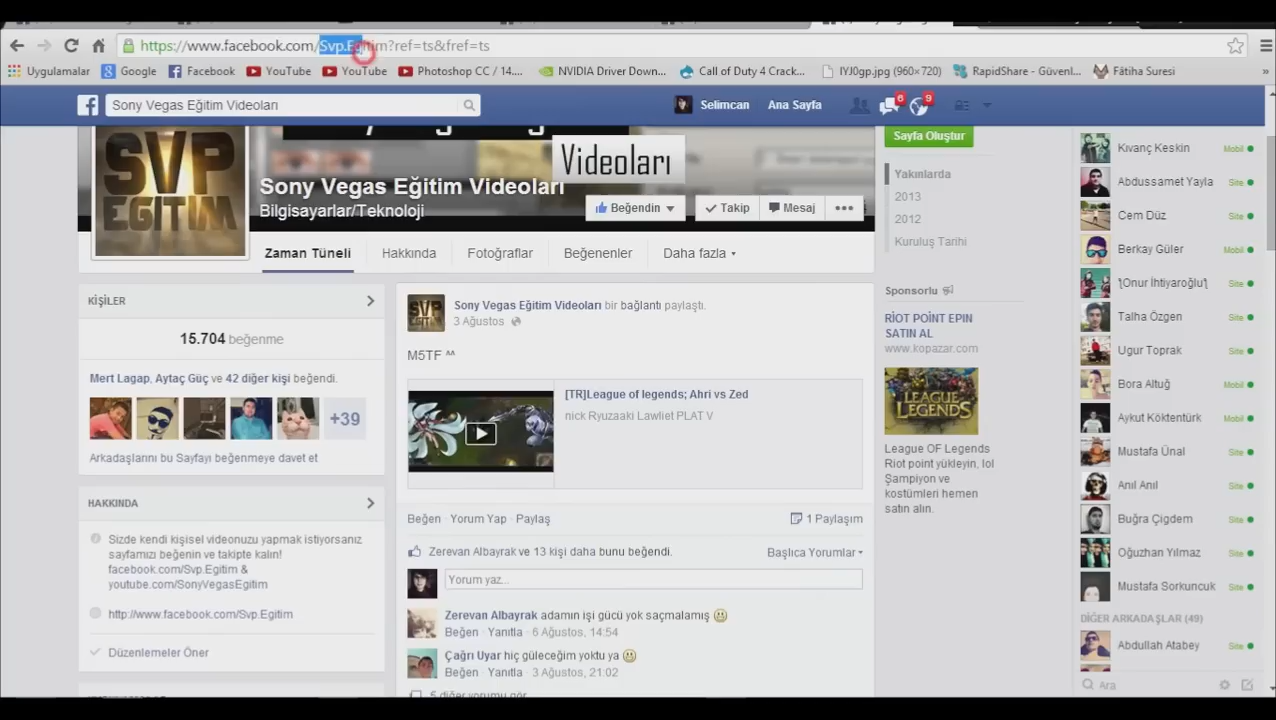 https://www.facebook.com/Svp.Egitim?ref=ts&fref=ts
Uygulamalar
Google
Facebook
YouTube
YouTube
Photoshop CC / 14....
NVIDIA Driver Down...
Call of Duty 4 Crack...
IYJ0gp.jpg (960×720)
RapidShare - Güvenl...
Fâtiha Suresi
»
Sony Vegas Eğitim Videoları
Selimcan
Ana Sayfa
6
9
SVP
EGITIM
Videoları
Sony Vegas Eğitim Videoları
Bilgisayarlar/Teknoloji
Beğendin
Takip
Mesaj
Zaman Tüneli
Hakkında
Fotoğraflar
Beğenenler
Daha fazla
KİŞİLER
15.704 beğenme
Mert Lagap, Aytaç Güç ve 42 diğer kişi beğendi.
+39
Arkadaşlarını bu Sayfayı beğenmeye davet et
HAKKINDA
Sizde kendi kişisel videonuzu yapmak istiyorsanız
sayfamızı beğenin ve takipte kalın!
facebook.com/Svp.Egitim &
youtube.com/SonyVegasEgitim
http://www.facebook.com/Svp.Egitim
Düzenlemeler Öner
SVP
Sony Vegas Eğitim Videoları bir bağlantı paylaştı.
3 Ağustos
M5TF ^^
[TR]League of legends; Ahri vs Zed
nick Ryuzaaki Lawliet PLAT V
Beğen · Yorum Yap · Paylaş
1 Paylaşım
Zerevan Albayrak ve 13 kişi daha bunu beğendi.
Başlıca Yorumlar
Yorum yaz...
Zerevan Albayrak adamın işi gücü yok saçmalamış
Beğen · Yanıtla · 6 Ağustos, 14:54
Çağrı Uyar hiç güleceğim yoktu ya
Beğen · Yanıtla · 3 Ağustos, 21:02
5 diğer yorumu gör
Sayfa Oluştur
Yakınlarda
2013
2012
Kuruluş Tarihi
Sponsorlu
RİOT POİNT EPIN
SATIN AL
www.kopazar.com
LEAGUE
LEGENDS
League OF Legends
Riot point yükleyin, lol
Şampiyon ve
kostümleri hemen
satın alın.
Kıvanç Keskin Mobil
Abdussamet Yayla Site
Cem Düz Site
Berkay Güler Mobil
'\Onur İhtiyaroğlu'\ Site
Talha Özgen Site
Ugur Toprak Site
Bora Altuğ Mobil
Aykut Köktentürk Mobil
Mustafa Ünal Site
Anıl Anıl Site
Buğra Çigdem Site
Oğuzhan Yılmaz Site
Mustafa Sorkuncuk Site
DİĞER ARKADAŞLAR (49)
Abdullah Atabey Site
Ara